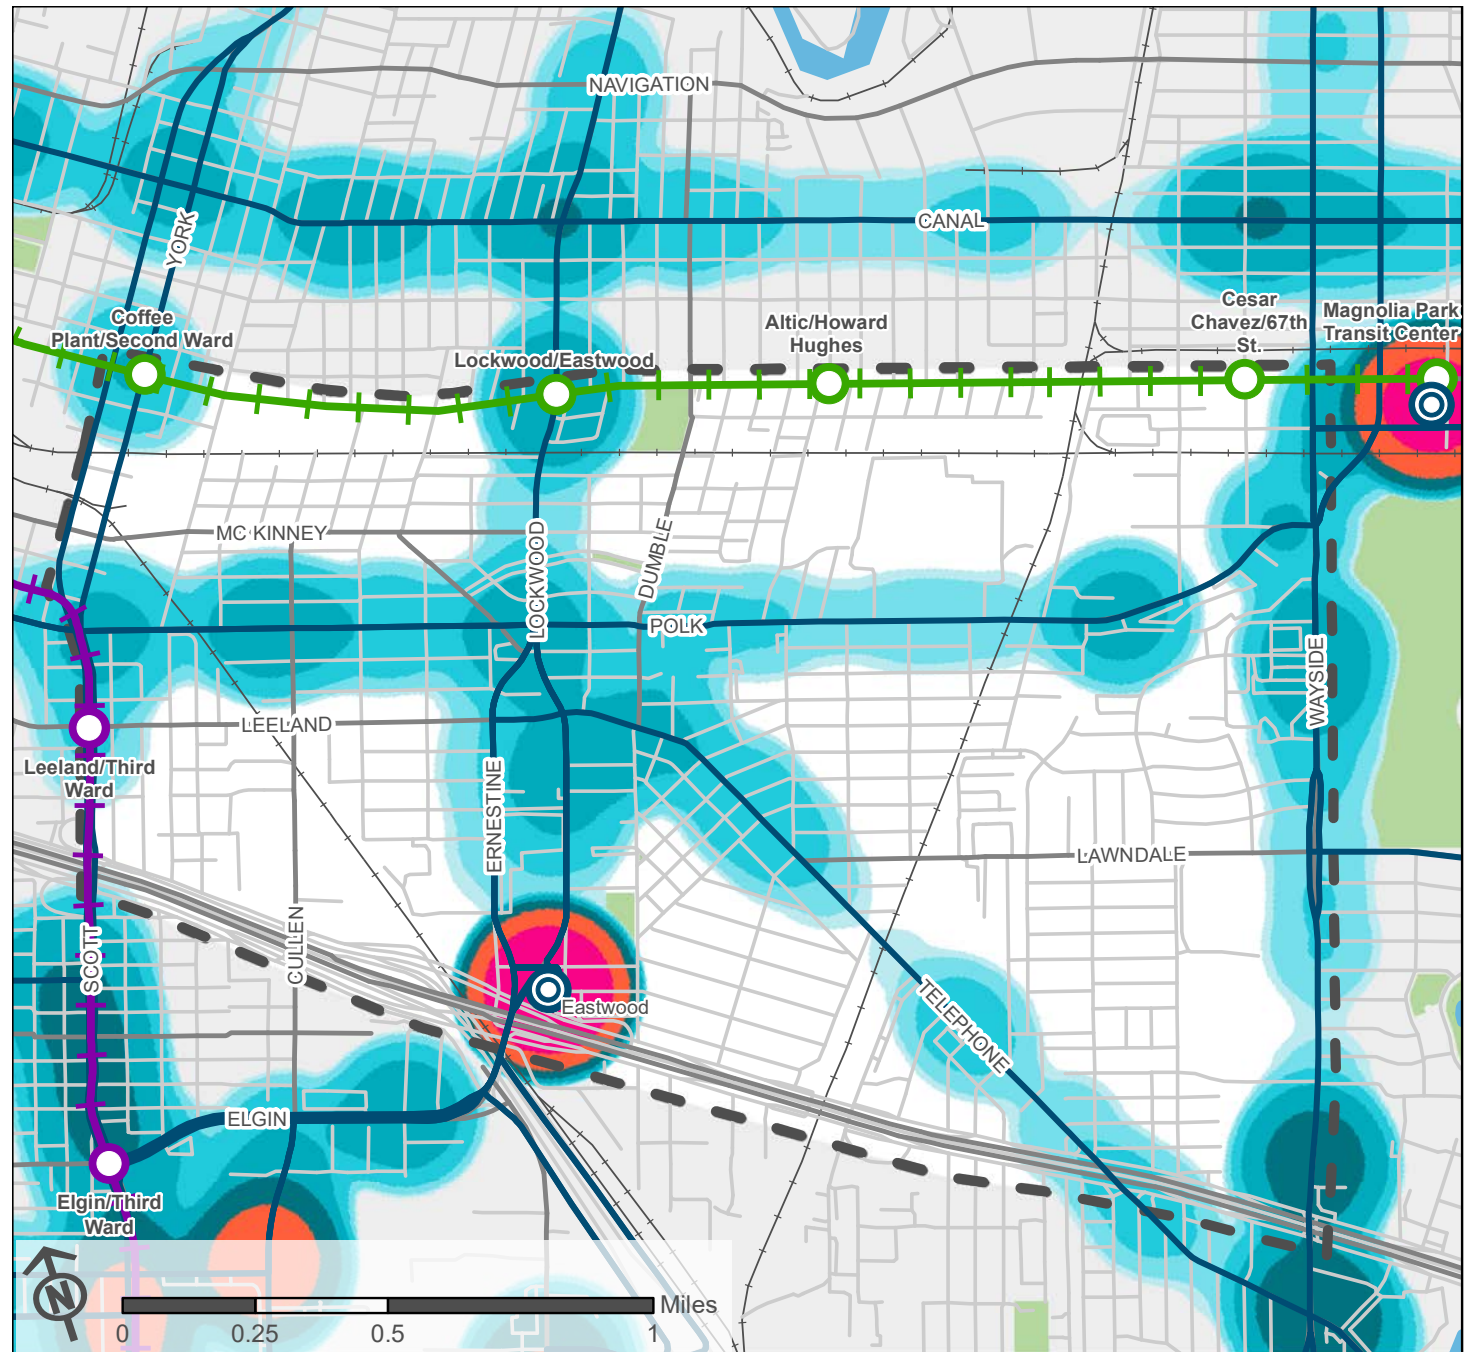 NAVIGATION
YORK
CANAL
Coffee
Plant/Second Ward
Lockwood/Eastwood
Altic/Howard
Hughes
Cesar
Chavez/67th
St.
Magnolia Park
Transit Center
MC KINNEY
LOCKWOOD
DUMBLE
POLK
WAYSIDE
LEELAND
Leeland/Third
Ward
ERNESTINE
LAWNDALE
SCOTT
CULLEN
Eastwood
TELEPHONE
ELGIN
Elgin/Third
Ward
N
Miles
0 0.25 0.5 1